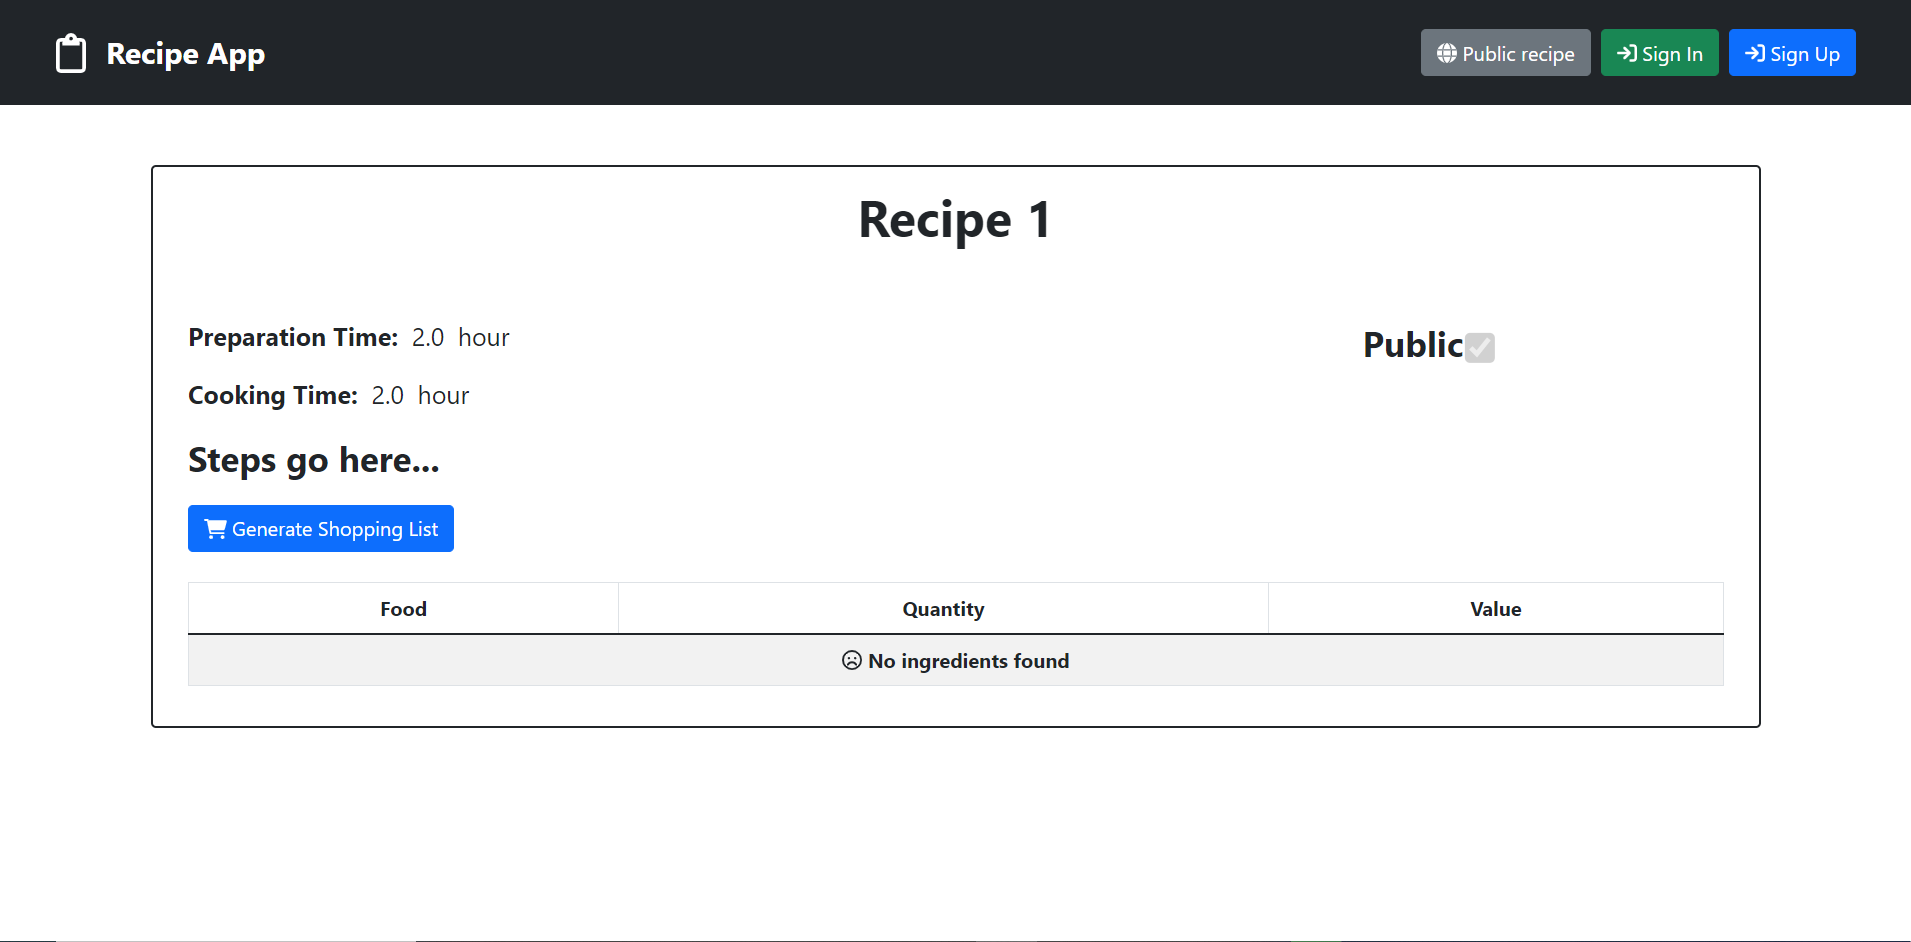 Recipe App
Public recipe
Sign In
Sign Up
Recipe 1
Preparation Time: 2.0 hour
Public
Cooking Time: 2.0 hour
Steps go here...
Generate Shopping List
Food Quantity Value
No ingredients found